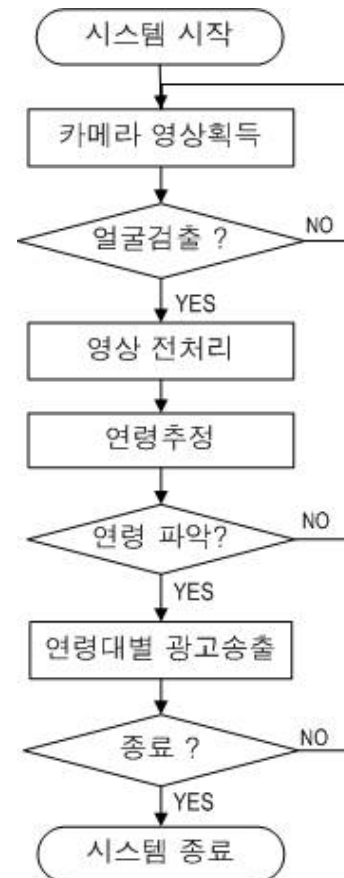 시스템 시작
카메라 영상획득
얼굴검출 ?
NO
YES
영상 전처리
연령추정
연령 파악?
NO
YES
연령대별 광고송출
종료 ?
NO
YES
시스템 종료